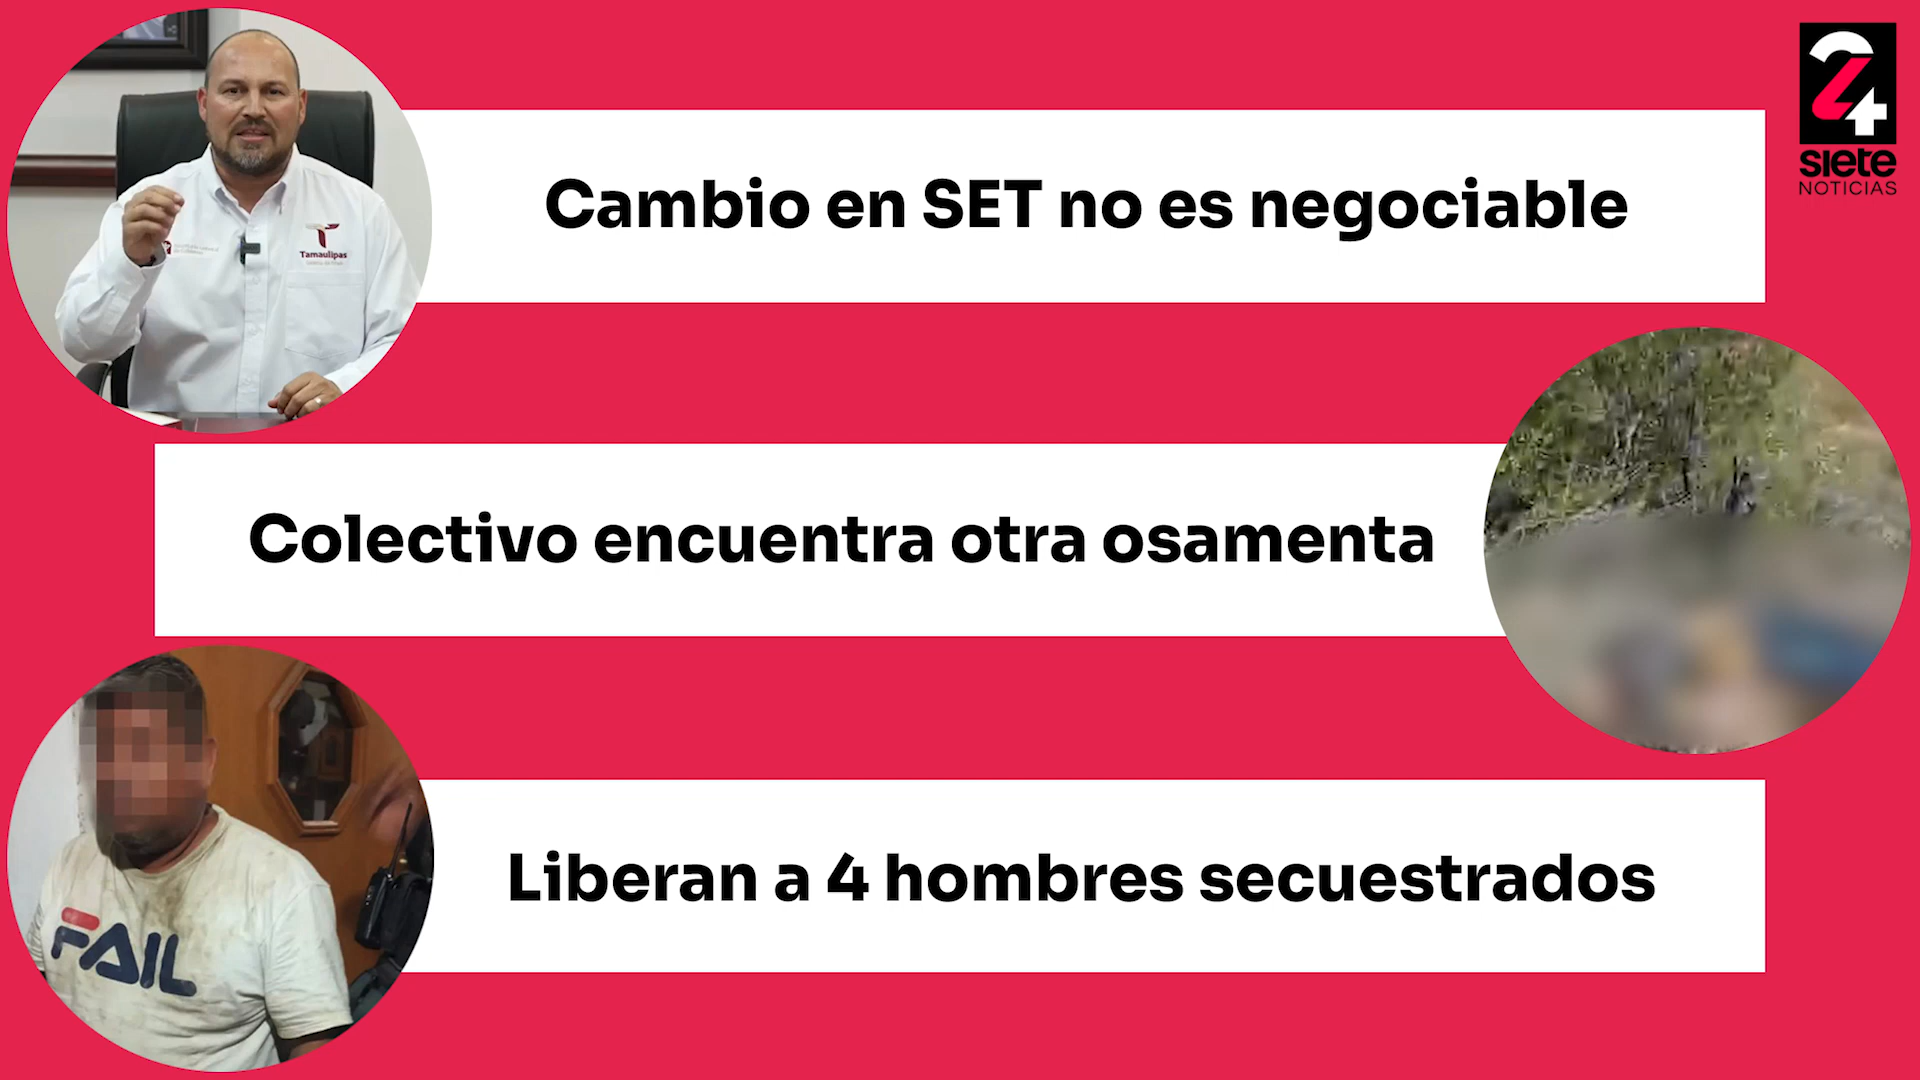 24
siete
NOTICIAS
Cambio en SET no es negociable
Tamaulipas
Colectivo encuentra otra osamenta
Liberan a 4 hombres secuestrados
FAIL